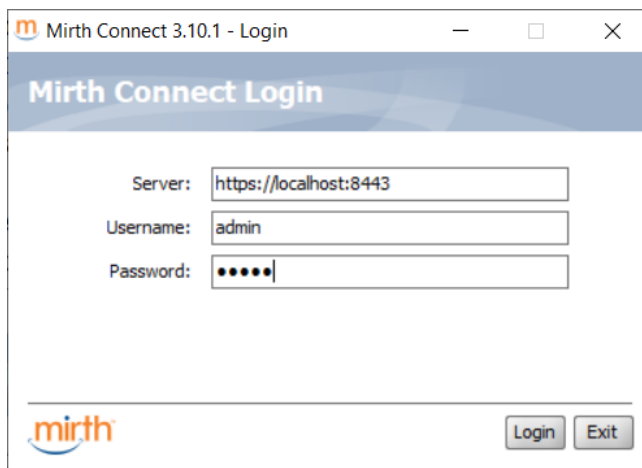 m Mirth Connect 3.10.1 - Login
Mirth Connect Login
Server: https://localhost:8443
Username: admin
Password: •••••
mirth
Login Exit